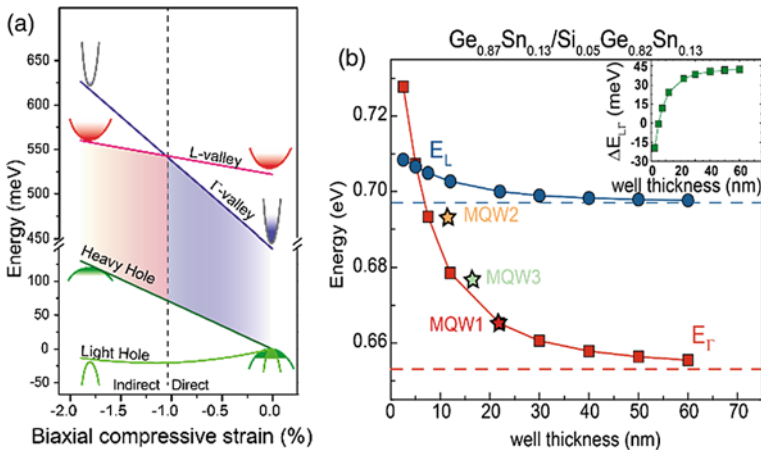 (a)
650
600
550
500
450
100
50
0
-50
Energy (meV)
L-valley
Γ-valley
Heavy Hole
Light Hole
Indirect
Direct
-2.0
-1.5
-1.0
-0.5
0.0
Biaxial compressive strain (%)
(b)
Ge0.87Sn0.13/Si0.05Ge0.82Sn0.13
0.72
0.70
0.68
0.66
Energy (eV)
EL
MQW2
MQW3
MQW1
EΓ
0
10
20
30
40
50
60
70
well thickness (nm)
45
30
15
0
-15
-30
ΔELΓ (meV)
0
20
40
60
well thickness (nm)